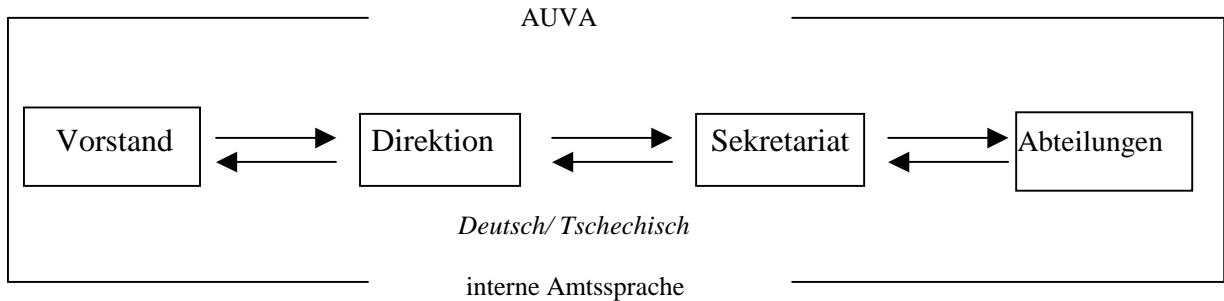 AUVA
Vorstand Direktion Sekretariat Abteilungen
Deutsch/ Tschechisch
interne Amtssprache